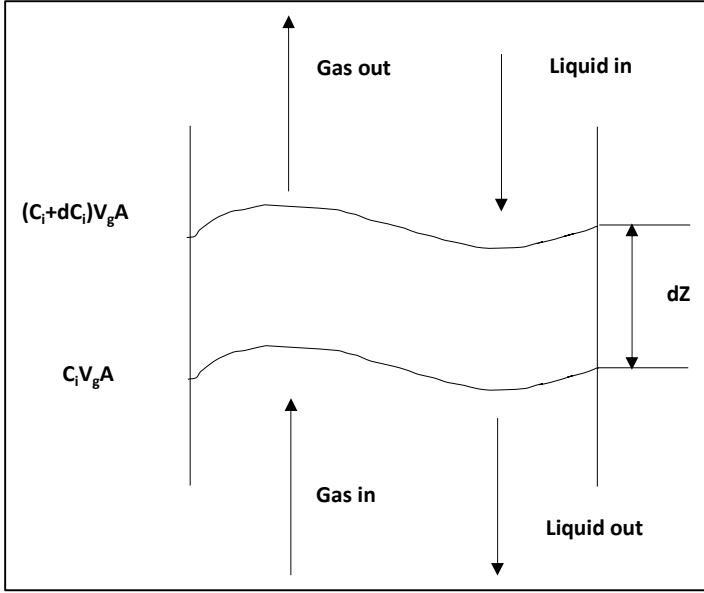 Gas out
Liquid in
(Cᵢ+dCᵢ)VgA
dZ
CᵢVgA
Gas in
Liquid out